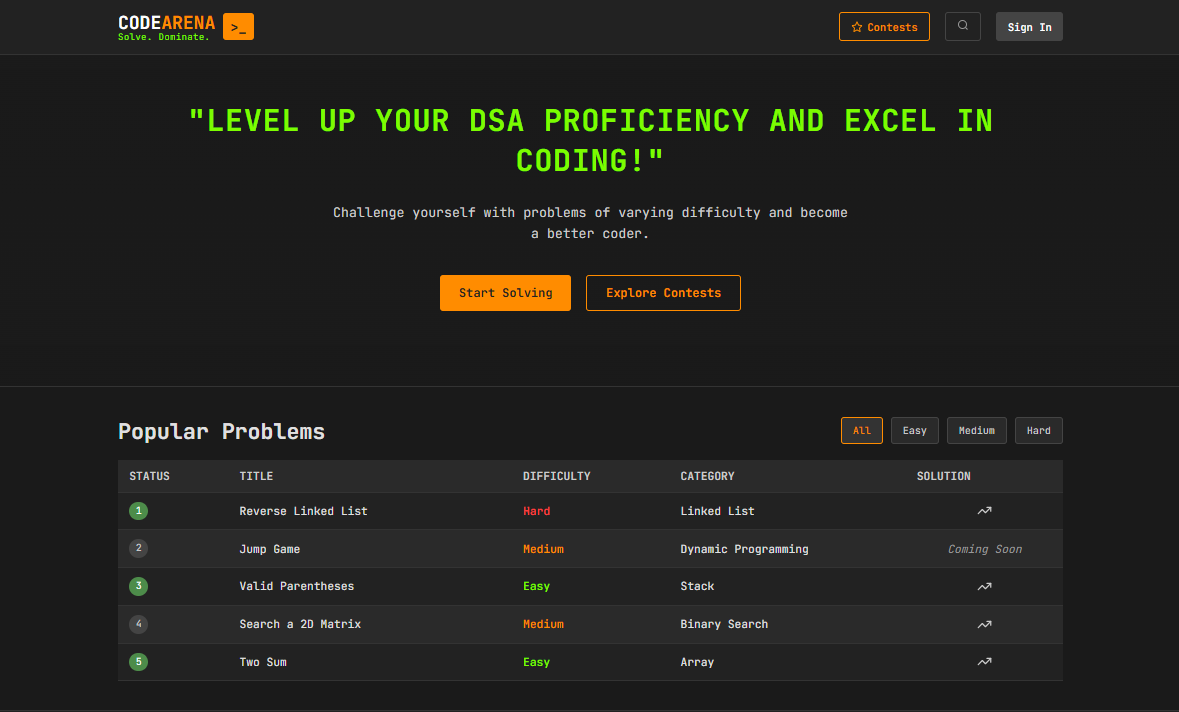 CODEARENA
Solve. Dominate.
>_
Contests
Sign In
"LEVEL UP YOUR DSA PROFICIENCY AND EXCEL IN
CODING!"
Challenge yourself with problems of varying difficulty and become
a better coder.
Start Solving
Explore Contests
Popular Problems
All Easy Medium Hard
STATUS TITLE DIFFICULTY CATEGORY SOLUTION
1 Reverse Linked List Hard Linked List
2 Jump Game Medium Dynamic Programming Coming Soon
3 Valid Parentheses Easy Stack
4 Search a 2D Matrix Medium Binary Search
5 Two Sum Easy Array